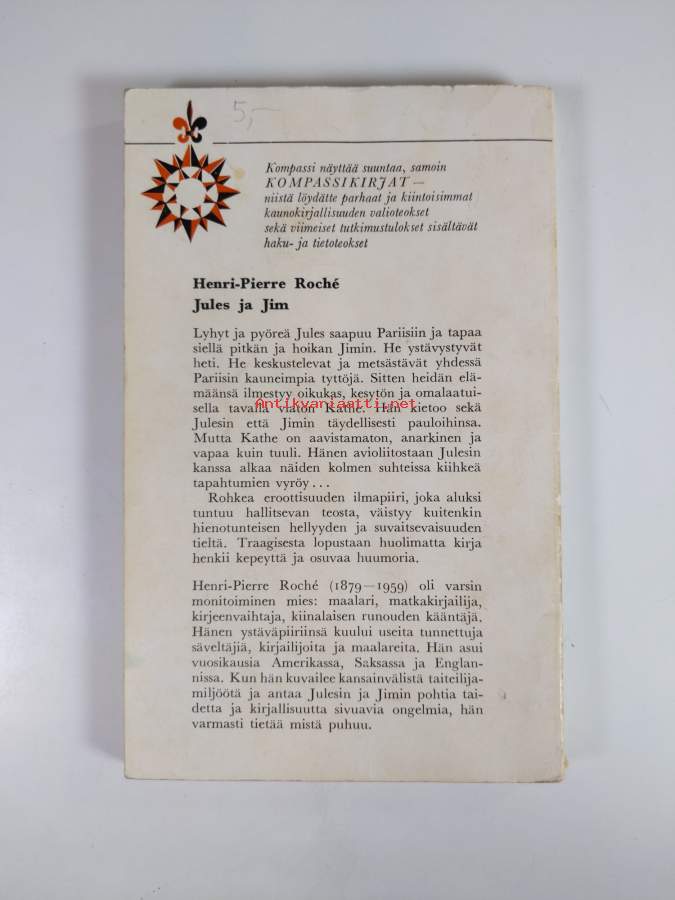 5,-
Kompassi näyttää suuntaa, samoin
KOMPASSIKIRJAT —
niistä löydätte parhaat ja kiintoisimmat
kaunokirjallisuuden valioteokset
sekä viimeiset tutkimustulokset sisältävät
haku- ja tietoteokset
Henri-Pierre Roché
Jules ja Jim
Lyhyt ja pyöreä Jules saapuu Pariisiin ja tapaa
siellä pitkän ja hoikan Jimin. He ystävystyvät
heti. He keskustelevat ja metsästävät yhdessä
Pariisin kauneimpia tyttöjä. Sitten heidän elä-
määnsä ilmestyy oikukas, kesytön ja omalaatui-
sella tavalla viaton Kathe. Hän kietoo sekä
Antikvariaatti.net
Julesin että Jimin täydellisesti pauloihinsa.
Mutta Kathe on aavistamaton, anarkinen ja
vapaa kuin tuuli. Hänen avioliitostaan Julesin
kanssa alkaa näiden kolmen suhteissa kiihkeä
tapahtumien vyröy . . .
Rohkea eroottisuuden ilmapiiri, joka aluksi
tuntuu hallitsevan teosta, väistyy kuitenkin
hienotunteisen hellyyden ja suvaitsevaisuuden
tieltä. Traagisesta lopustaan huolimatta kirja
henkii kepeyttä ja osuvaa huumoria.
Henri-Pierre Roché (1879—1959) oli varsin
monitoiminen mies: maalari, matkakirjailija,
kirjeenvaihtaja, kiinalaisen runouden kääntäjä.
Hänen ystäväpiiriinsä kuului useita tunnettuja
säveltäjiä, kirjailijoita ja maalareita. Hän asui
vuosikausia Amerikassa, Saksassa ja Englan-
nissa. Kun hän kuvailee kansainvälistä taiteilija-
miljöötä ja antaa Julesin ja Jimin pohtia tai-
detta ja kirjallisuutta sivuavia ongelmia, hän
varmasti tietää mistä puhuu.